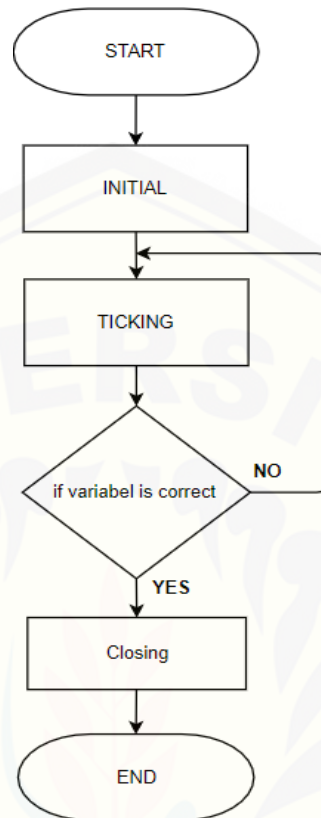 START
INITIAL
TICKING
if variabel is correct
NO
YES
Closing
END